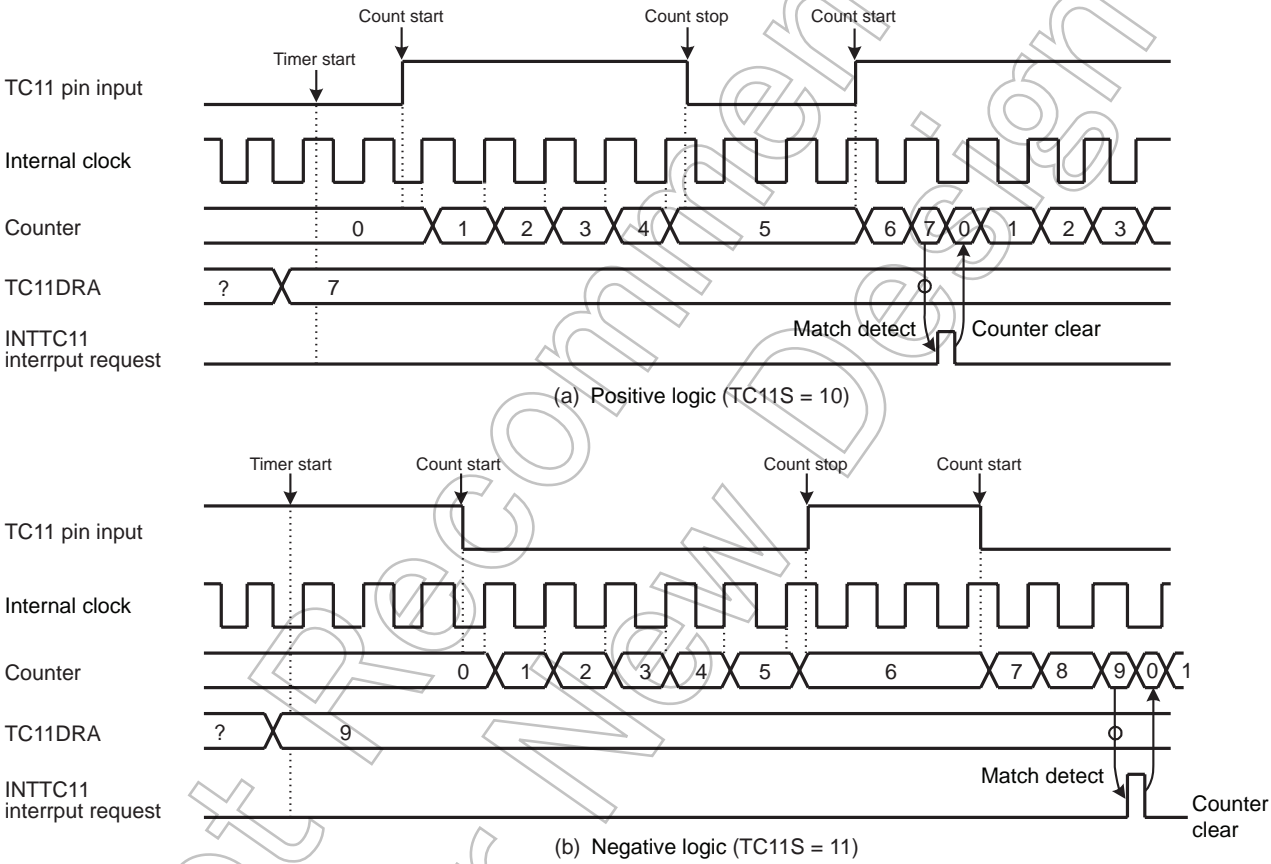 Count start Count stop Count start
Timer start
TC11 pin input
Internal clock
Counter 0 1 2 3 4 5 6 7 0 1 2 3
TC11DRA ? 7
Match detect Counter clear
INTTC11
interrput request
(a) Positive logic (TC11S = 10)
Timer start Count start Count stop Count start
TC11 pin input
Internal clock
Counter 0 1 2 3 4 5 6 7 8 9 0 1
TC11DRA ? 9
Match detect
INTTC11
interrput request
Counter
clear
(b) Negative logic (TC11S = 11)